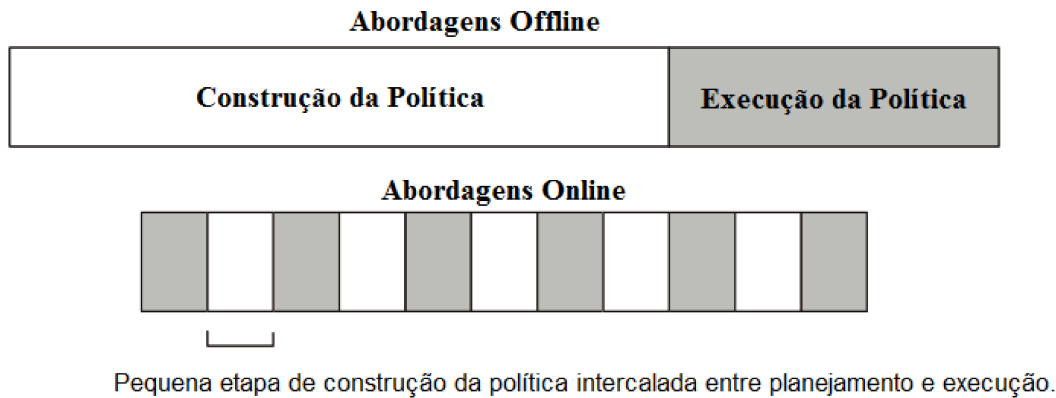 Abordagens Offline
Construção da Política Execução da Política
Abordagens Online
Pequena etapa de construção da política intercalada entre planejamento e execução.